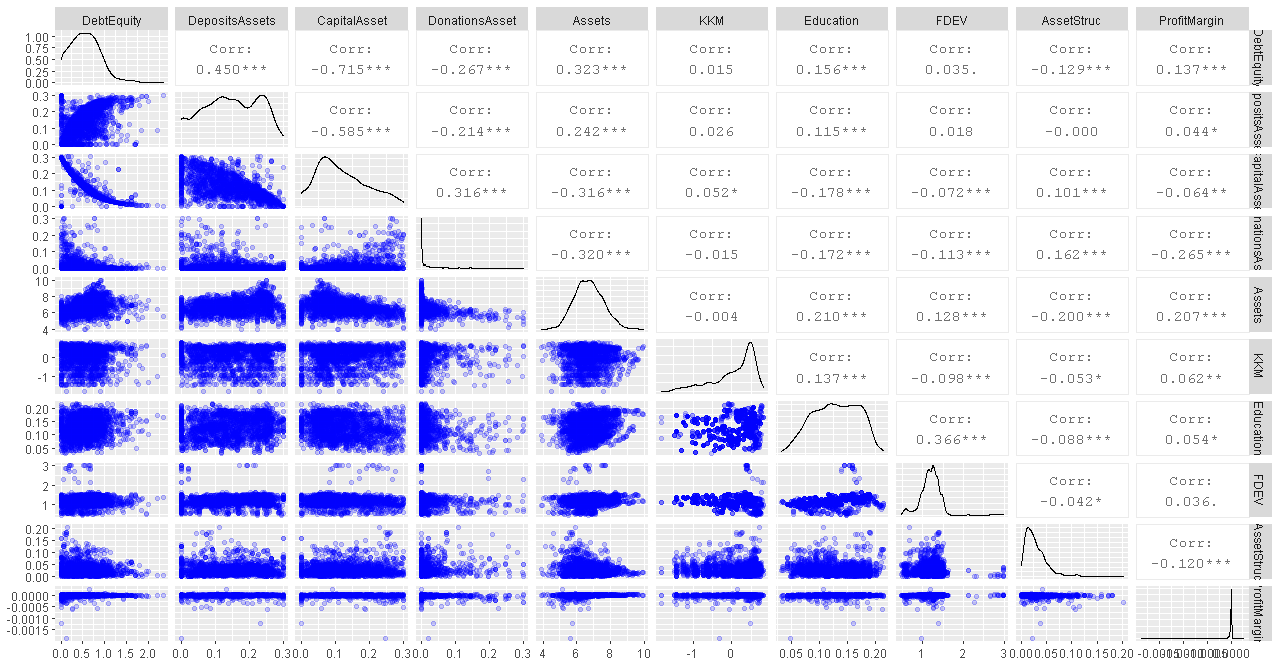 DebtEquity DepositsAssets CapitalAsset DonationsAsset Assets KKM Education FDEV AssetStruc ProfitMargin
1.00
0.75
0.50
0.25
0.00
Corr: Corr: Corr: Corr: Corr: Corr: Corr: Corr: Corr:
0.450*** -0.715*** -0.267*** 0.323*** 0.015 0.156*** 0.035. -0.129*** 0.137***
DebtEquity
0.3
0.2
0.1
0.0
Corr: Corr: Corr: Corr: Corr: Corr: Corr: Corr:
-0.585*** -0.214*** 0.242*** 0.026 0.115*** 0.018 -0.000 0.044*
positsAsse
0.3
0.2
0.1
0.0
Corr: Corr: Corr: Corr: Corr: Corr: Corr:
0.316*** -0.316*** 0.052* -0.178*** -0.072*** 0.101*** -0.064**
apitalAsse
0.3
0.2
0.1
0.0
Corr: Corr: Corr: Corr: Corr: Corr:
-0.320*** -0.015 -0.172*** -0.113*** 0.162*** -0.265***
nationsAs
10
8
6
4
Corr: Corr: Corr: Corr: Corr:
-0.004 0.210*** 0.128*** -0.200*** 0.207***
Assets
0
-1
Corr: Corr: Corr: Corr:
0.137*** -0.098*** -0.053* 0.062**
KKM
0.20
0.15
0.10
0.05
Corr: Corr: Corr:
0.366*** -0.088*** 0.054*
Education
3
2
1
Corr: Corr:
-0.042* 0.036.
FDEV
0.20
0.15
0.10
0.05
0.00
Corr:
-0.120***
AssetStruc
0.0000
-0.0005
-0.0010
-0.0015
rofitMargin
0.0 0.5 1.0 1.5 2.0 0.0 0.1 0.2 0.3 0.0 0.1 0.2 0.3 0.0 0.1 0.2 0.3 4 6 8 10 -1 0 0.05 0.10 0.15 0.20 1 2 3 0.00 0.05 0.10 0.15 0.20